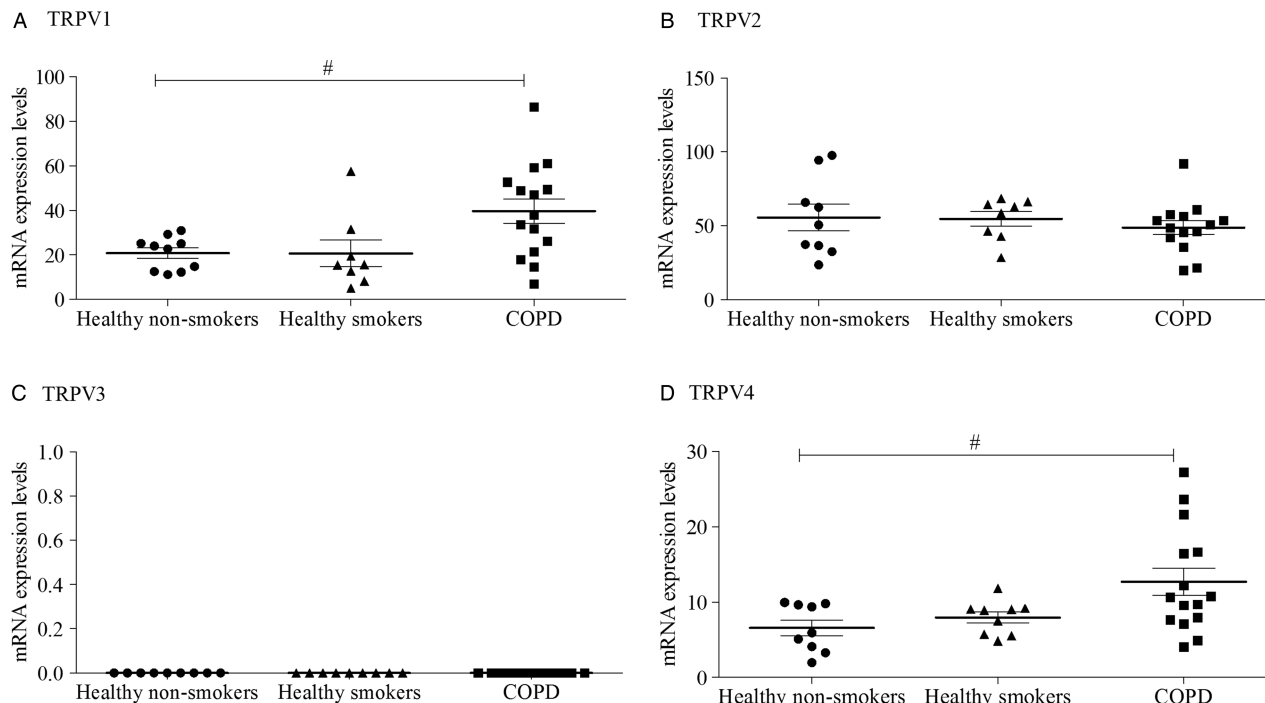 A TRPV1
#
mRNA expression levels
100
80
60
40
20
0
Healthy non-smokers Healthy smokers COPD
B TRPV2
mRNA expression levels
150
100
50
0
Healthy non-smokers Healthy smokers COPD
C TRPV3
mRNA expression levels
1.0
0.8
0.6
0.4
0.2
0.0
Healthy non-smokers Healthy smokers COPD
D TRPV4
#
mRNA expression levels
30
20
10
0
Healthy non-smokers Healthy smokers COPD